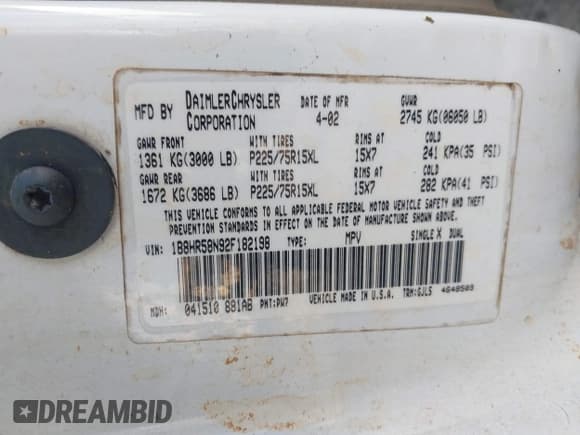 MFD BY DAIMLERCHRYSLER CORPORATION DATE OF MFR 4-02 GVWR 2745 KG(06050 LB)
GAWR FRONT WITH TIRES RIMS AT COLD
1361 KG(3000 LB) P225/75R15XL 15X7 241 KPA(35 PSI)
GAWR REAR WITH TIRES RIMS AT COLD
1672 KG(3686 LB) P225/75R15XL 15X7 282 KPA(41 PSI)
THIS VEHICLE CONFORMS TO ALL APPLICABLE FEDERAL MOTOR VEHICLE SAFETY AND THEFT
PREVENTION STANDARDS IN EFFECT ON THE DATE OF MANUFACTURE SHOWN ABOVE.
VIN: 1B8HR58N92F182198 TYPE: MPV SINGLE X DUAL
MDH: 041510 891AB PNT:PW7 VEHICLE MADE IN U.S.A. TRM:GJL5 4648509
DREAMBID